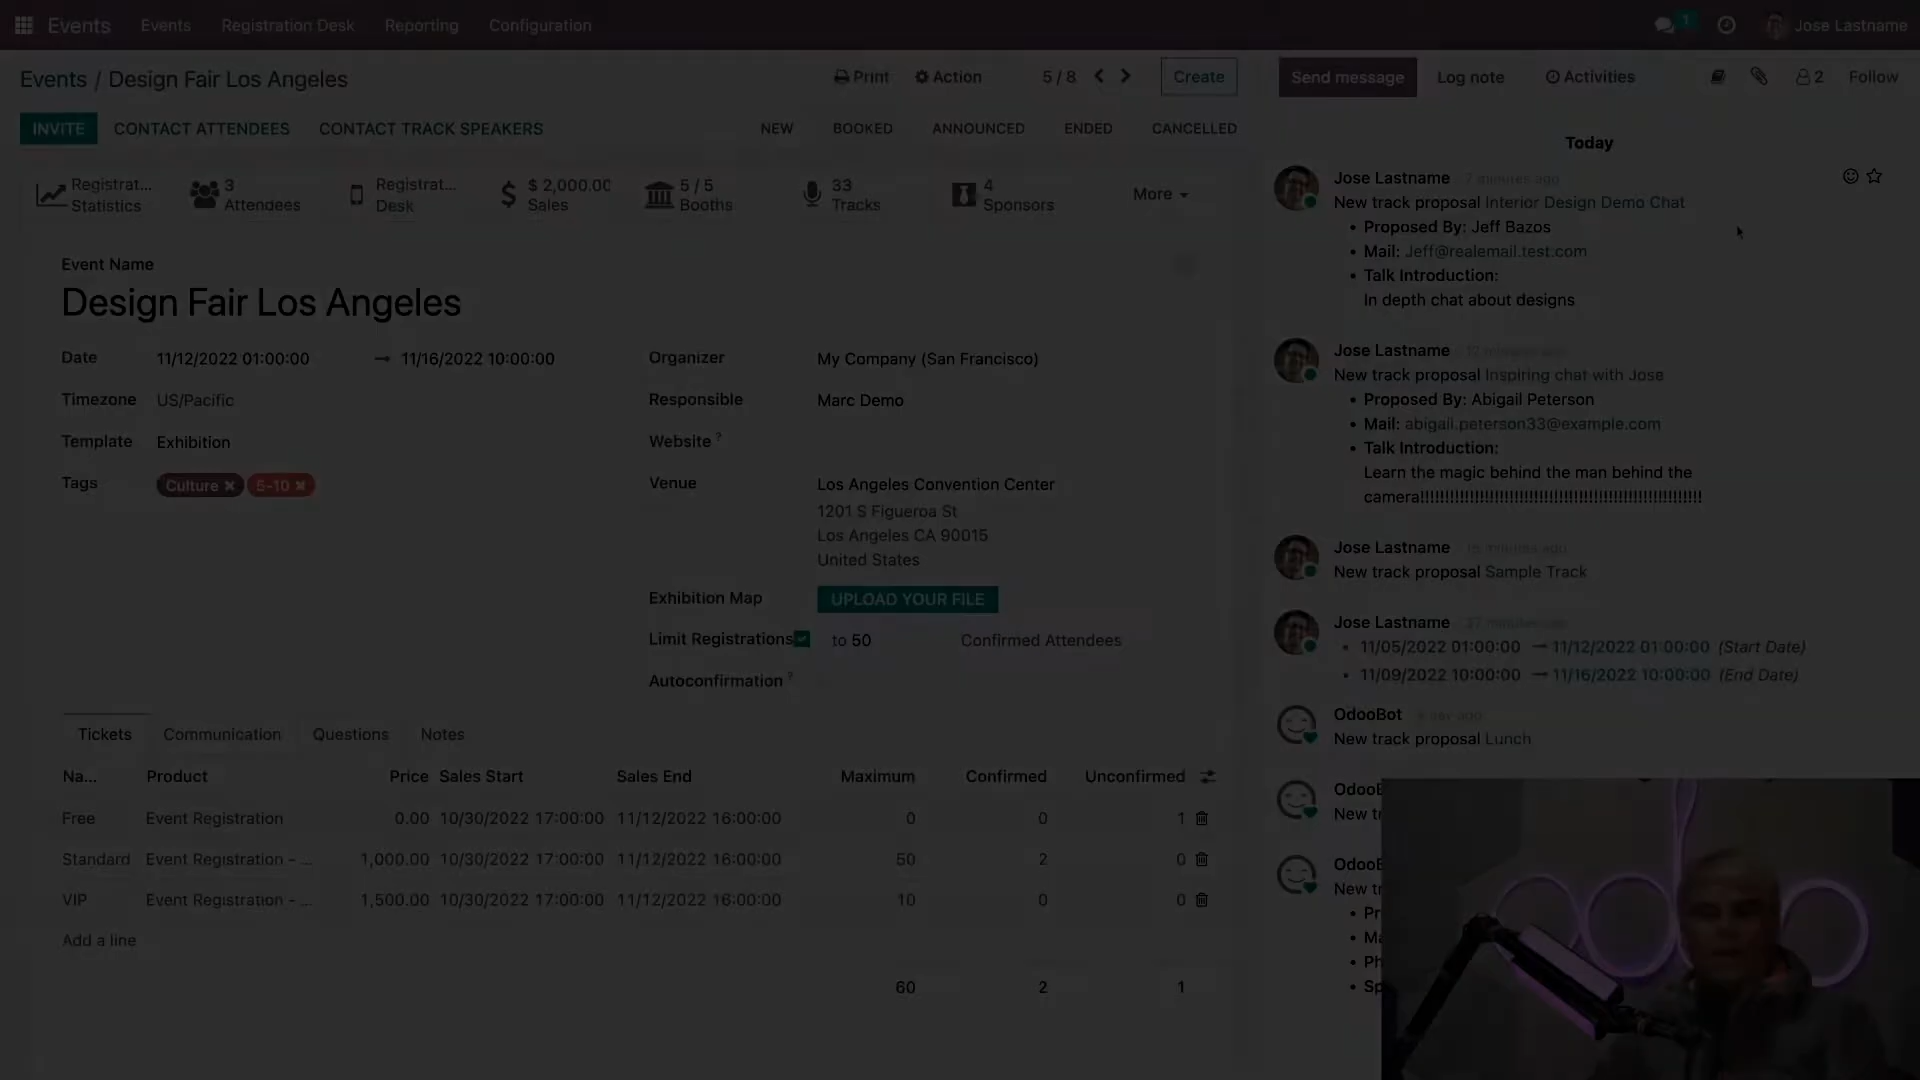 Events Events Registration Desk Reporting Configuration 1 Jose Lastname
Events / Design Fair Los Angeles Print Action 5 / 8 Create Send message Log note Activities 2 Follow
INVITE CONTACT ATTENDEES CONTACT TRACK SPEAKERS NEW BOOKED ANNOUNCED ENDED CANCELLED
Registrat... Statistics
3 Attendees
Registrat... Desk
$ 2,000.00 Sales
5 / 5 Booths
33 Tracks
4 Sponsors
More
Event Name
Design Fair Los Angeles
Date 11/12/2022 01:00:00 → 11/16/2022 10:00:00
Timezone US/Pacific
Template Exhibition
Tags Culture × 5-10 ×
Organizer My Company (San Francisco)
Responsible Marc Demo
Website ?
Venue Los Angeles Convention Center
1201 S Figueroa St
Los Angeles CA 90015
United States
Exhibition Map UPLOAD YOUR FILE
Limit Registrations to 50 Confirmed Attendees
Autoconfirmation ?
Tickets Communication Questions Notes
Na... Product Price Sales Start Sales End Maximum Confirmed Unconfirmed
Free Event Registration 0.00 10/30/2022 17:00:00 11/12/2022 16:00:00 0 0 1
Standard Event Registration - ... 1,000.00 10/30/2022 17:00:00 11/12/2022 16:00:00 50 2 0
VIP Event Registration - ... 1,500.00 10/30/2022 17:00:00 11/12/2022 16:00:00 10 0 0
Add a line
60 2 1
Today
Jose Lastname - 7 minutes ago
New track proposal Interior Design Demo Chat
• Proposed By: Jeff Bazos
• Mail: Jeff@realemail.test.com
• Talk Introduction:
In depth chat about designs
Jose Lastname - 12 minutes ago
New track proposal Inspiring chat with Jose
• Proposed By: Abigail Peterson
• Mail: abigail.peterson33@example.com
• Talk Introduction:
Learn the magic behind the man behind the
camera!!!!!!!!!!!!!!!!!!!!!!!!!!!!!!!!!!!!!!!!!!!!!!!!!!!!!!!!!
Jose Lastname - 15 minutes ago
New track proposal Sample Track
Jose Lastname - 37 minutes ago
• 11/05/2022 01:00:00 → 11/12/2022 01:00:00 (Start Date)
• 11/09/2022 10:00:00 → 11/16/2022 10:00:00 (End Date)
OdooBot - a day ago
New track proposal Lunch